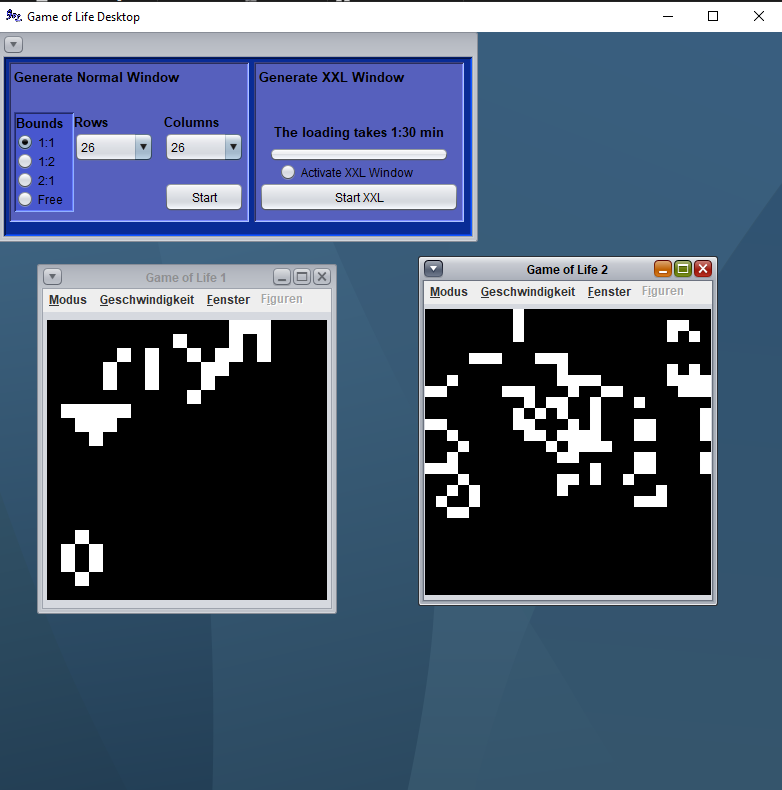 Game of Life Desktop
Generate Normal Window
Generate XXL Window
Bounds
Rows
Columns
1:1
1:2
2:1
Free
26
26
Start
The loading takes 1:30 min
Activate XXL Window
Start XXL
Game of Life 1
Modus Geschwindigkeit Fenster Figuren
Game of Life 2
Modus Geschwindigkeit Fenster Figuren